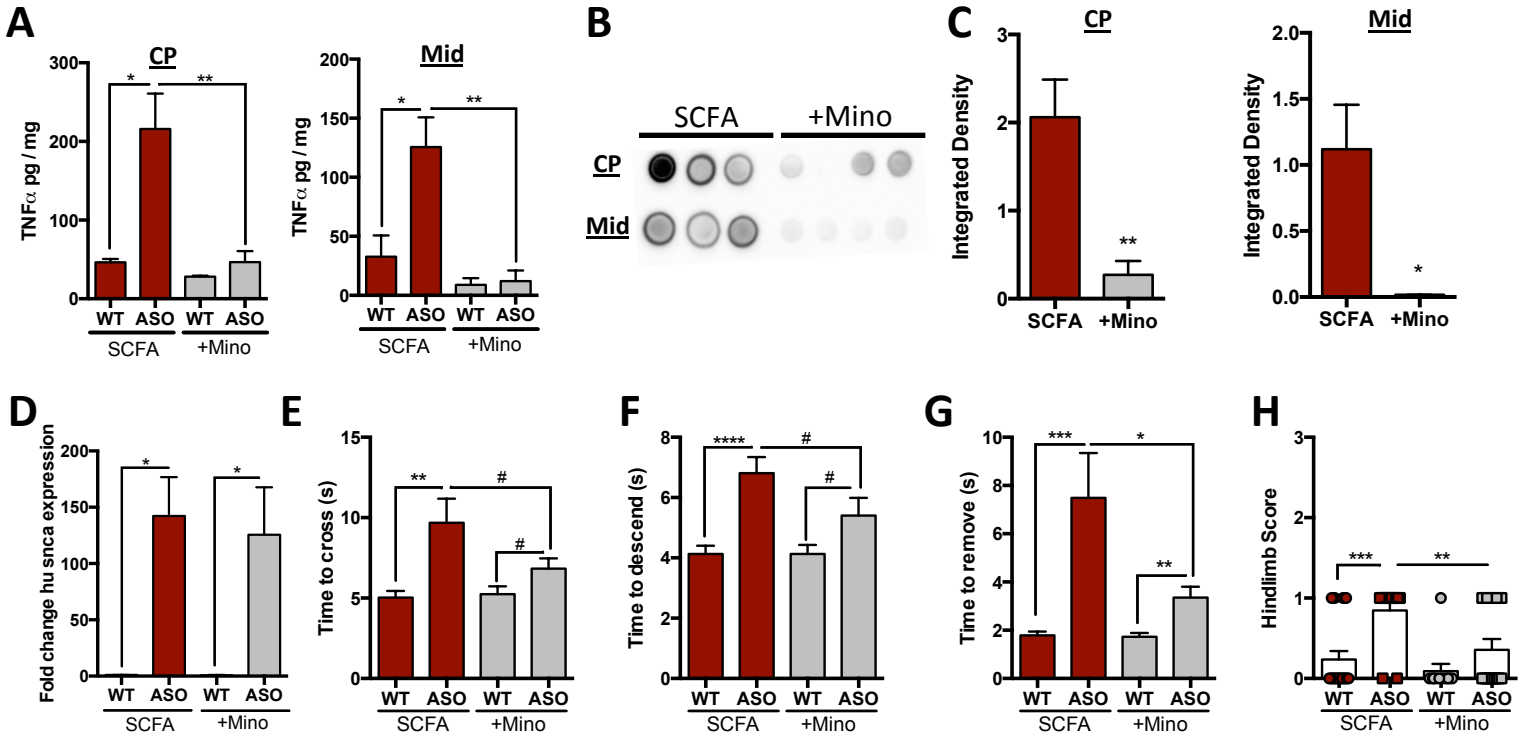 A
CP
TNFα pg / mg
300
200
100
0
*
**
WT ASO WT ASO
SCFA +Mino
Mid
TNFα pg / mg
200
150
100
50
0
*
**
WT ASO WT ASO
SCFA +Mino
B
SCFA +Mino
CP
Mid
C
CP
Integrated Density
3
2
1
0
**
SCFA +Mino
Mid
Integrated Density
2.0
1.5
1.0
0.5
0.0
*
SCFA +Mino
D
Fold change hu snca expression
200
150
100
50
0
*
*
WT ASO WT ASO
SCFA +Mino
E
Time to cross (s)
15
10
5
0
**
#
#
WT ASO WT ASO
SCFA +Mino
F
Time to descend (s)
8
6
4
2
0
****
#
#
WT ASO WT ASO
SCFA +Mino
G
Time to remove (s)
10
8
6
4
2
0
***
*
**
WT ASO WT ASO
SCFA +Mino
H
Hindlimb Score
3
2
1
0
***
**
WT ASO WT ASO
SCFA +Mino